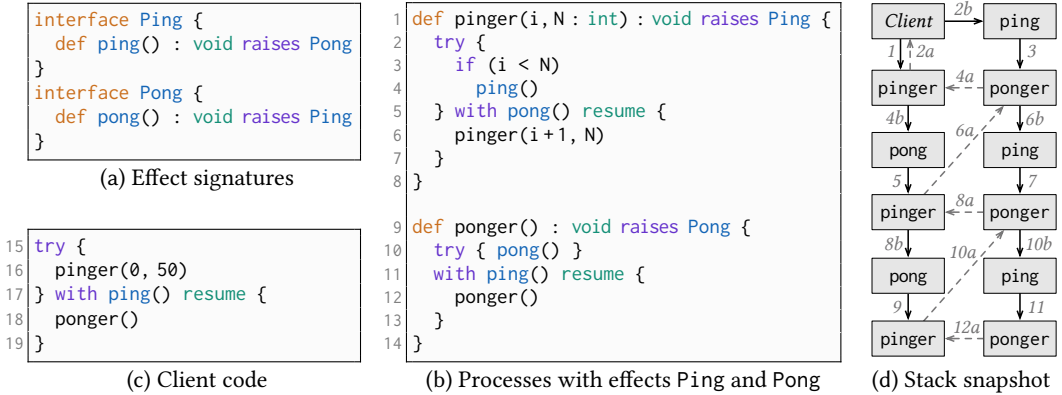 interface Ping {
def ping() : void raises Pong
}
interface Pong {
def pong() : void raises Ping
}
(a) Effect signatures
15 try {
16 pinger(0, 50)
17 } with ping() resume {
18 ponger()
19 }
(c) Client code
1 def pinger(i, N : int) : void raises Ping {
2 try {
3 if (i < N)
4 ping()
5 } with pong() resume {
6 pinger(i+1, N)
7 }
8 }
9 def ponger() : void raises Pong {
10 try { pong() }
11 with ping() resume {
12 ponger()
13 }
14 }
(b) Processes with effects Ping and Pong
Client 2b ping
1 2a 3
pinger 4a ponger
4b 6a 6b
pong ping
5 7
pinger 8a ponger
8b 10a 10b
pong ping
9 11
pinger 12a ponger
(d) Stack snapshot